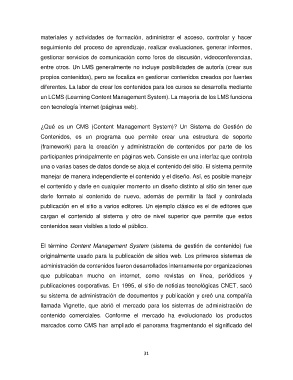 materiales y actividades de formación, administrar el acceso, controlar y hacer
seguimiento del proceso de aprendizaje, realizar evaluaciones, generar informes,
gestionar servicios de comunicación como foros de discusión, videoconferencias,
entre otros. Un LMS generalmente no incluye posibilidades de autoría (crear sus
propios contenidos), pero se focaliza en gestionar contenidos creados por fuentes
diferentes. La labor de crear los contenidos para los cursos se desarrolla mediante
un LCMS (Learning Content Management System). La mayoría de los LMS funciona
con tecnología internet (páginas web).
¿Qué es un CMS (Content Management System)? Un Sistema de Gestión de
Contenidos, es un programa que permite crear una estructura de soporte
(framework) para la creación y administración de contenidos por parte de los
participantes principalmente en páginas web. Consiste en una interfaz que controla
una o varias bases de datos donde se aloja el contenido del sitio. El sistema permite
manejar de manera independiente el contenido y el diseño. Así, es posible manejar
el contenido y darle en cualquier momento un diseño distinto al sitio sin tener que
darle formato al contenido de nuevo, además de permitir la fácil y controlada
publicación en el sitio a varios editores. Un ejemplo clásico es el de editores que
cargan el contenido al sistema y otro de nivel superior que permite que estos
contenidos sean visibles a todo el público.
El término Content Management System (sistema de gestión de contenido) fue
originalmente usado para la publicación de sitios web. Los primeros sistemas de
administración de contenidos fueron desarrollados internamente por organizaciones
que publicaban mucho en internet, como revistas en línea, periódicos y
publicaciones corporativas. En 1995, el sitio de noticias tecnológicas CNET, sacó
su sistema de administración de documentos y publicación y creó una compañía
llamada Vignette, que abrió el mercado para los sistemas de administración de
contenido comerciales. Conforme el mercado ha evolucionado los productos
marcados como CMS han ampliado el panorama fragmentando el significado del
31